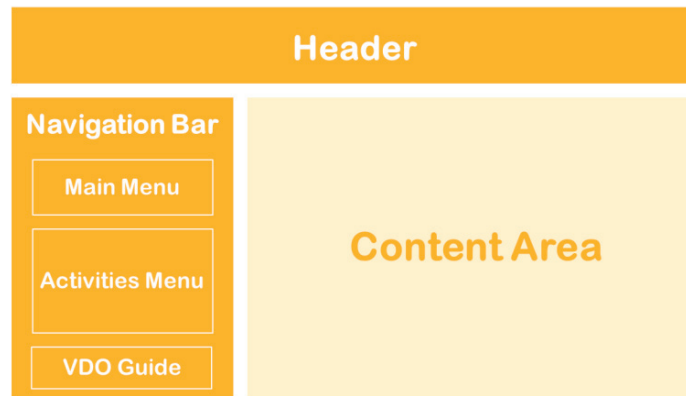 Header
Navigation Bar
Main Menu
Content Area
Activities Menu
VDO Guide